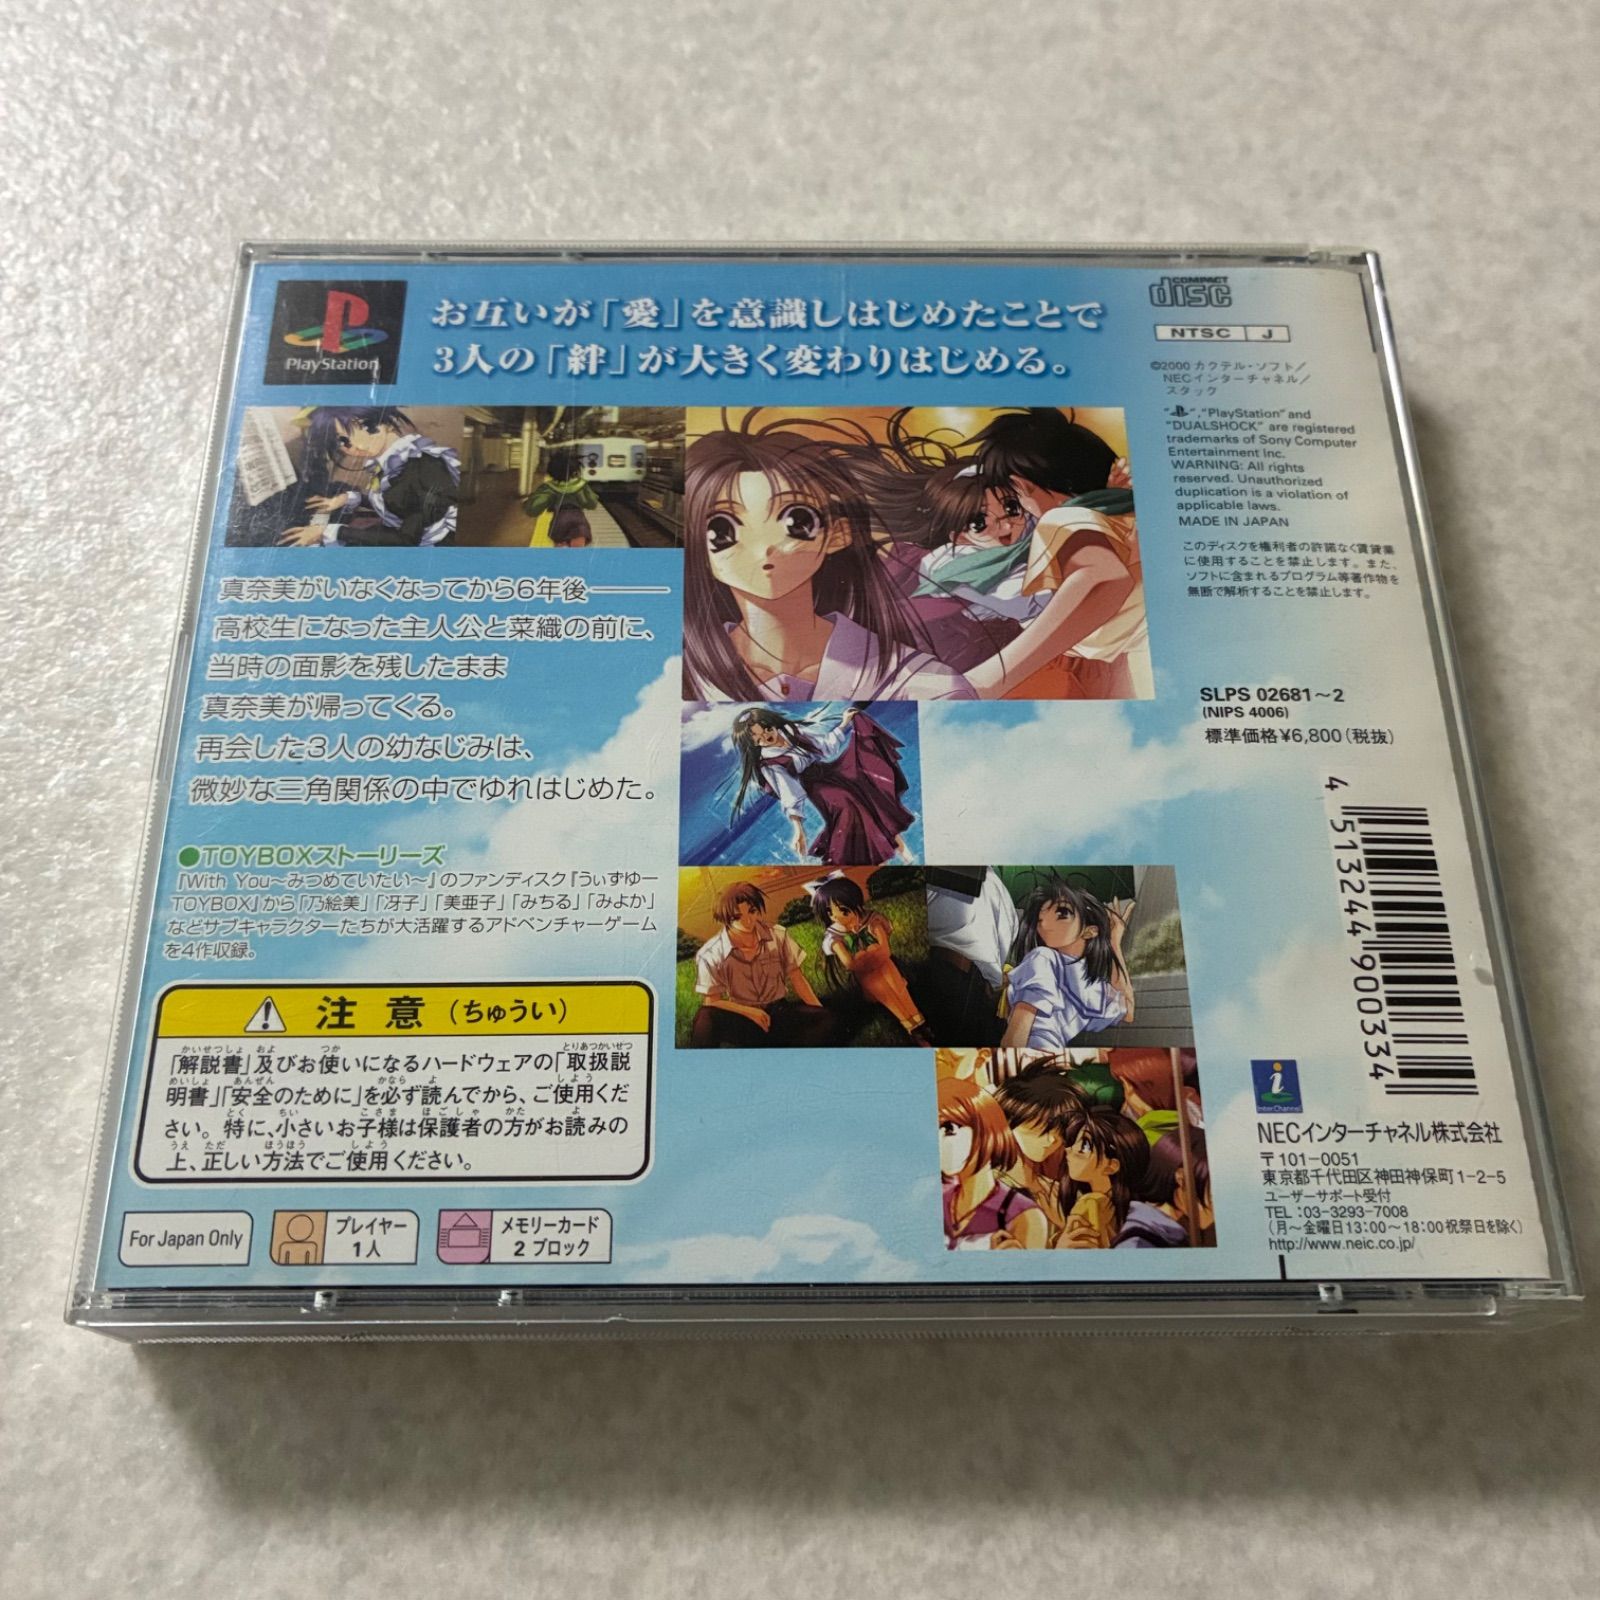 PlayStation
お互いが「愛」を意識しはじめたことで
3人の「絆」が大きく変わりはじめる。
真奈美がいなくなってから6年後———
高校生になった主人公と菜織の前に、
当時の面影を残したまま
真奈美が帰ってくる。
再会した3人の幼なじみは、
微妙な三角関係の中でゆれはじめた。
●TOYBOXストーリーズ
『With You〜みつめていたい〜』のファンディスク『うぃずゆー
TOYBOX』から「乃絵美」「冴子」「美亜子」「みちる」「みよか」
などサブキャラクターたちが大活躍するアドベンチャーゲーム
を4作収録。
注意(ちゅうい)
「解説書」及びお使いになるハードウェアの「取扱説
明書」「安全のために」を必ず読んでから、ご使用くだ
さい。特に、小さいお子様は保護者の方がお読みの
上、正しい方法でご使用ください。
For Japan Only
プレイヤー
1人
メモリーカード
2 ブロック
COMPACT
disc
NTSC J
©2000 カクテル・ソフト/
NECインターチャネル/
スタック
" ","PlayStation" and
"DUALSHOCK" are registered
trademarks of Sony Computer
Entertainment Inc.
WARNING: All rights
reserved. Unauthorized
duplication is a violation of
applicable laws.
MADE IN JAPAN
このディスクを権利者の許諾なく賃貸業
に使用することを禁止します。また、
ソフトに含まれるプログラム等著作物を
無断で解析することを禁止します。
SLPS 02681〜2
(NIPS 4006)
標準価格¥6,800(税抜)
4 513244 900334
InterChannel
NECインターチャネル株式会社
〒101-0051
東京都千代田区神田神保町1-2-5
ユーザーサポート受付
TEL:03-3293-7008
(月〜金曜日13:00〜18:00祝祭日を除く)
http://www.neic.co.jp/